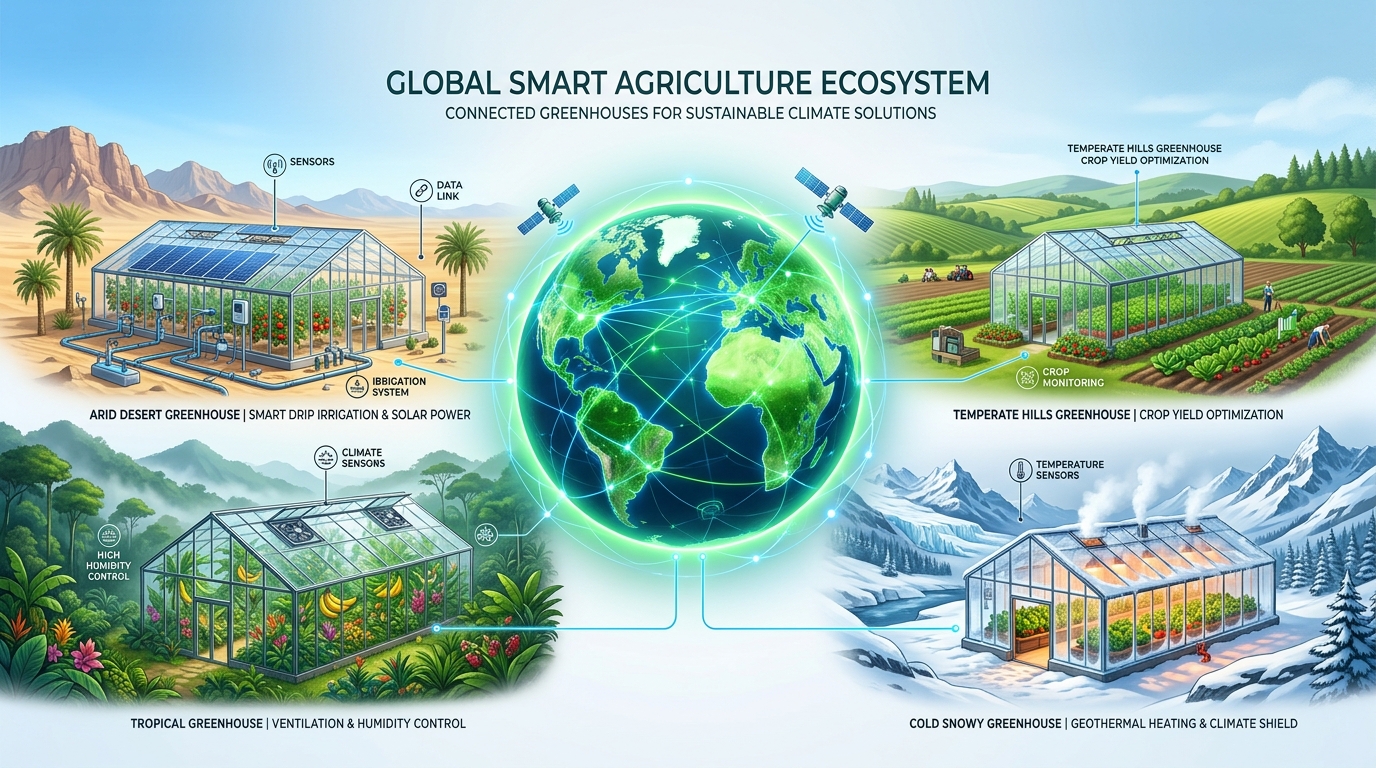 GLOBAL SMART AGRICULTURE ECOSYSTEM
CONNECTED GREENHOUSES FOR SUSTAINABLE CLIMATE SOLUTIONS
SENSORS
DATA
LINK
IBBIGATION
SYSTEM
ARID DESERT GREENHOUSE | SMART DRIP IRRIGATION & SOLAR POWER
TEMPERATE HILLS GREENHOUSE
CROP YIELD OPTIMIZATION
CROP
MONITORING
TEMPERATE HILLS GREENHOUSE | CROP YIELD OPTIMIZATION
CLIMATE
SENSORS
HICH
HUMIDITY
CONTROL
TROPICAL GREENHOUSE | VENTILATION & HUMIDITY CONTROL
TEMPERATURE
SENSORS
COLD SNOWY GREENHOUSE | GEOTHERMAL HEATING & CLIMATE SHIELD